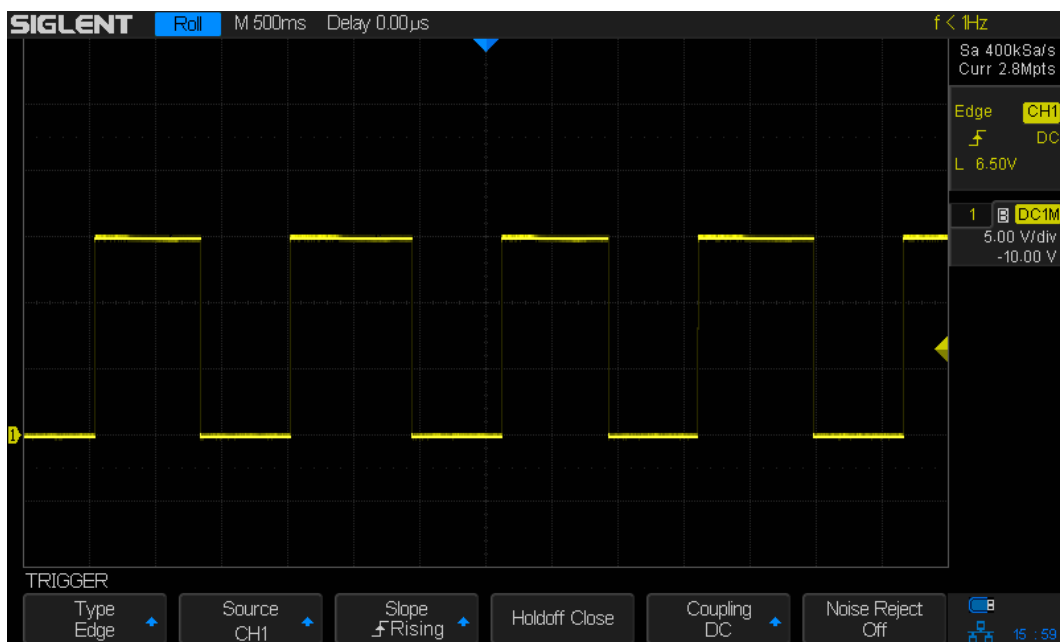 SIGLENT Roll M 500ms Delay 0.00µs f < 1Hz
Sa 400kSa/s
Curr 2.8Mpts
Edge CH1
DC
L 6.50V
1 B DC1M
5.00 V/div
-10.00 V
1
TRIGGER
Type
Edge
Source
CH1
Slope
Rising
Holdoff Close
Coupling
DC
Noise Reject
Off
15 : 59